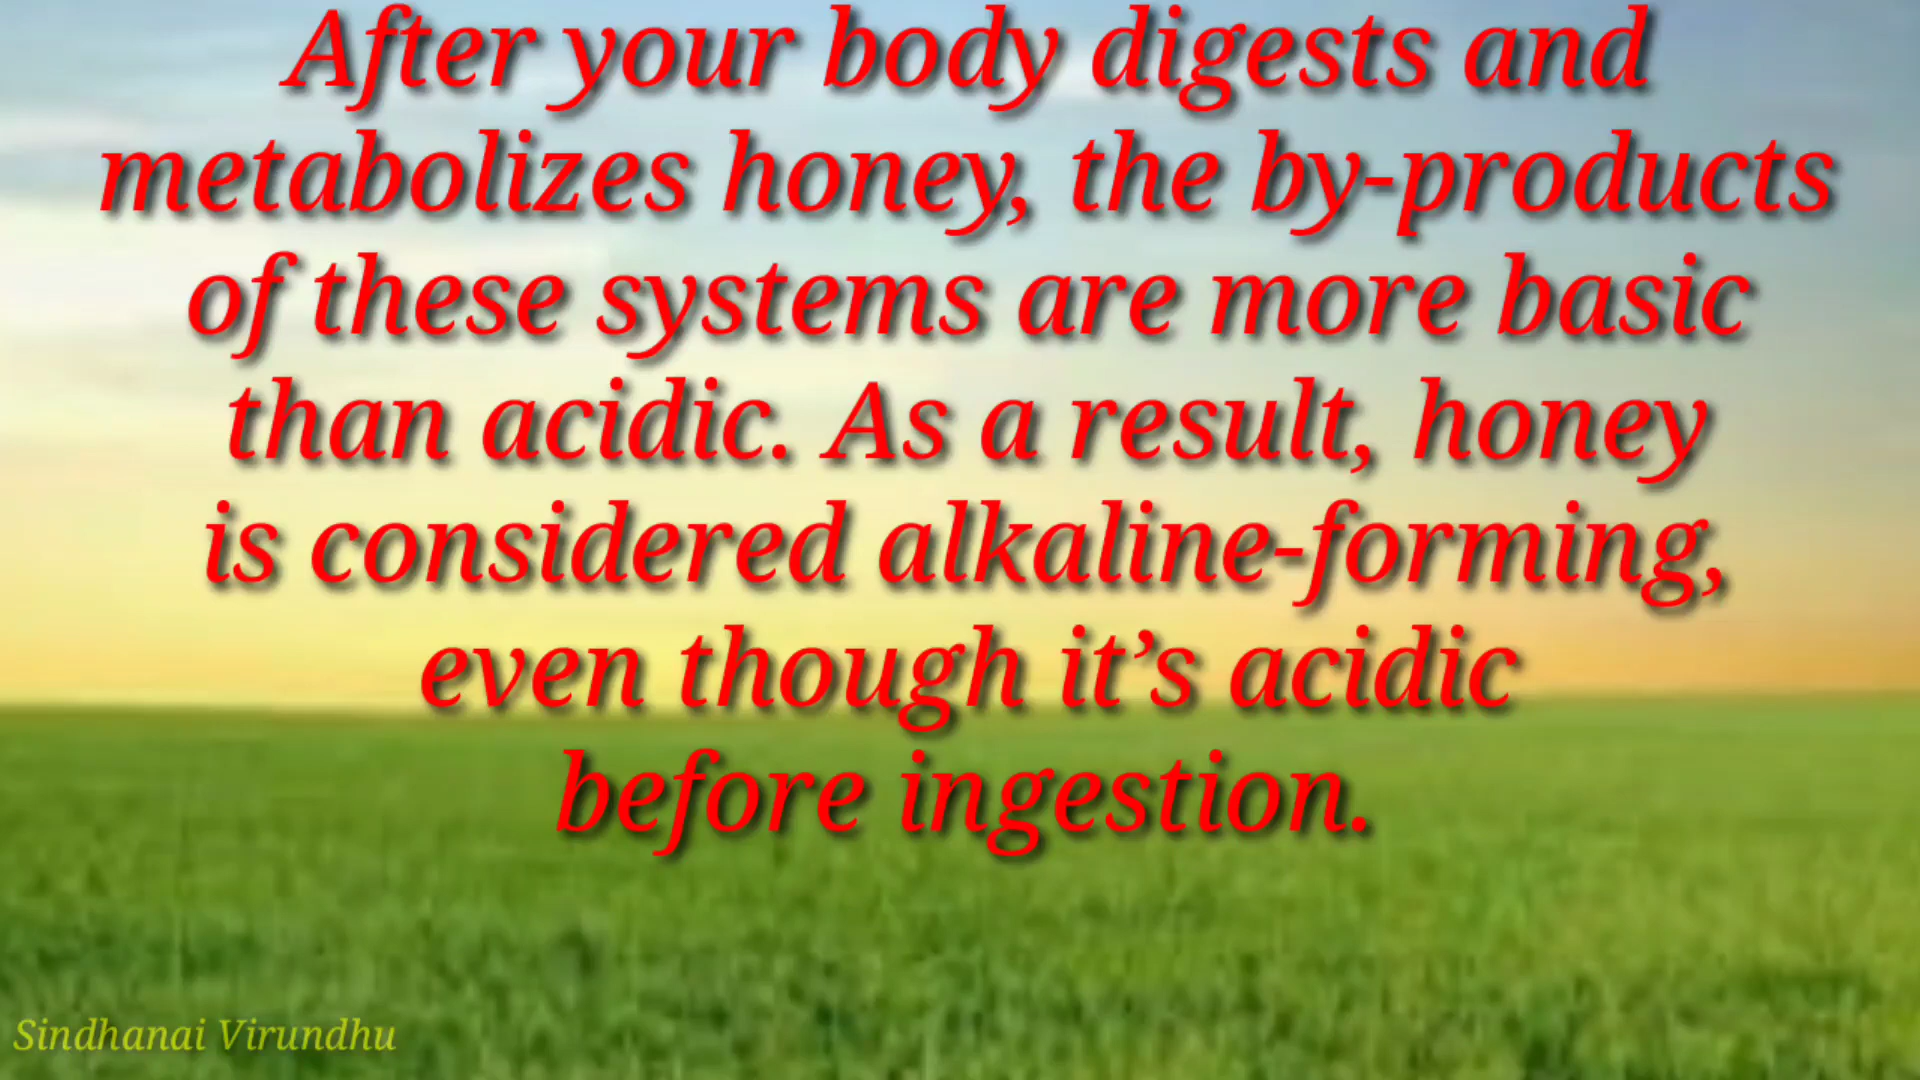 After your body digests and
metabolizes honey, the by-products
of these systems are more basic
than acidic. As a result, honey
is considered alkaline-forming,
even though it’s acidic
before ingestion.
Sindhanai Virundhu